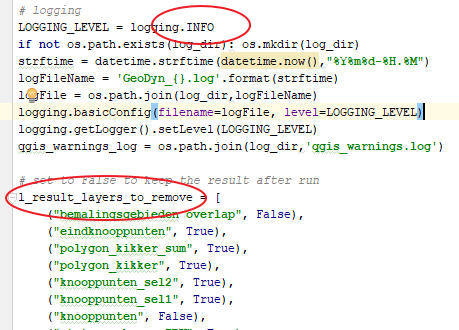 # logging
LOGGING_LEVEL = logging.INFO
if not os.path.exists(log_dir): os.mkdir(log_dir)
strftime = datetime.strftime(datetime.now(),"%Y%m%d-%H.%M")
logFileName = 'GeoDyn_{}.log'.format(strftime)
logFile = os.path.join(log_dir,logFileName)
logging.basicConfig(filename=logFile, level=LOGGING_LEVEL)
logging.getLogger().setLevel(LOGGING_LEVEL)
qgis_warnings_log = os.path.join(log_dir,'qgis_warnings.log')
# set to False to keep the result after run
l_result_layers_to_remove = [
("bemalingsgebieden overlap", False),
("eindknooppunten", True),
("polygon_kikker_sum", True),
("polygon_kikker", True),
("knooppunten_sel2", True),
("knooppunten_sel1", True),
("knooppunten", False),